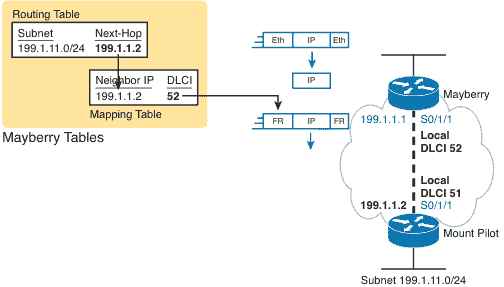 Routing Table
Subnet Next-Hop
199.1.11.0/24 199.1.1.2
Neighbor IP DLCI
199.1.1.2 52
Mapping Table
Mayberry Tables
Eth IP Eth
IP
FR IP FR
Mayberry
199.1.1.1 S0/1/1
Local
DLCI 52
Local
DLCI 51
199.1.1.2 S0/1/1
Mount Pilot
Subnet 199.1.11.0/24